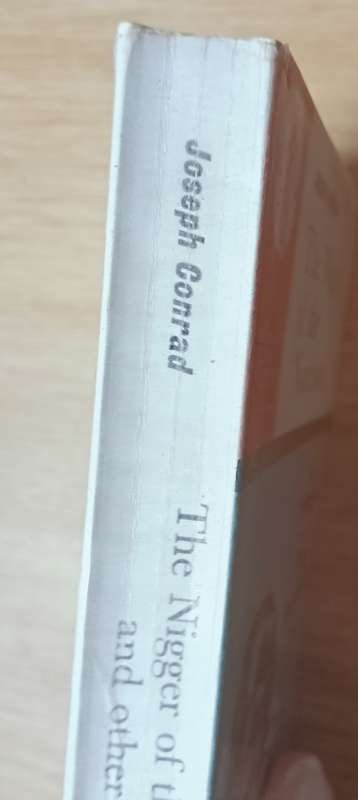 Joseph Conrad
The Nigger of t
and other